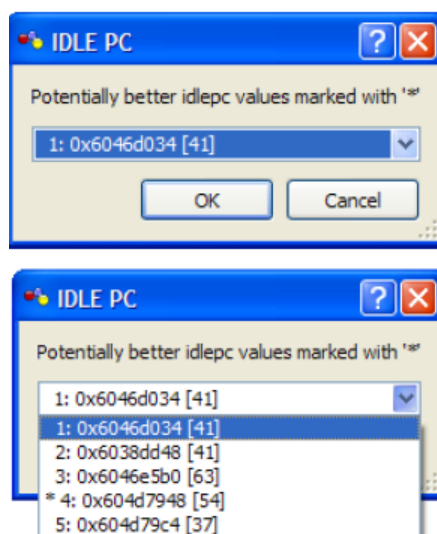 IDLE PC
Potentially better idlepc values marked with '*'
1: 0x6046d034 [41]
OK Cancel
IDLE PC
Potentially better idlepc values marked with '*'
1: 0x6046d034 [41]
1: 0x6046d034 [41]
2: 0x6038dd48 [41]
3: 0x6046e5b0 [63]
* 4: 0x604d7948 [54]
5: 0x604d79c4 [37]